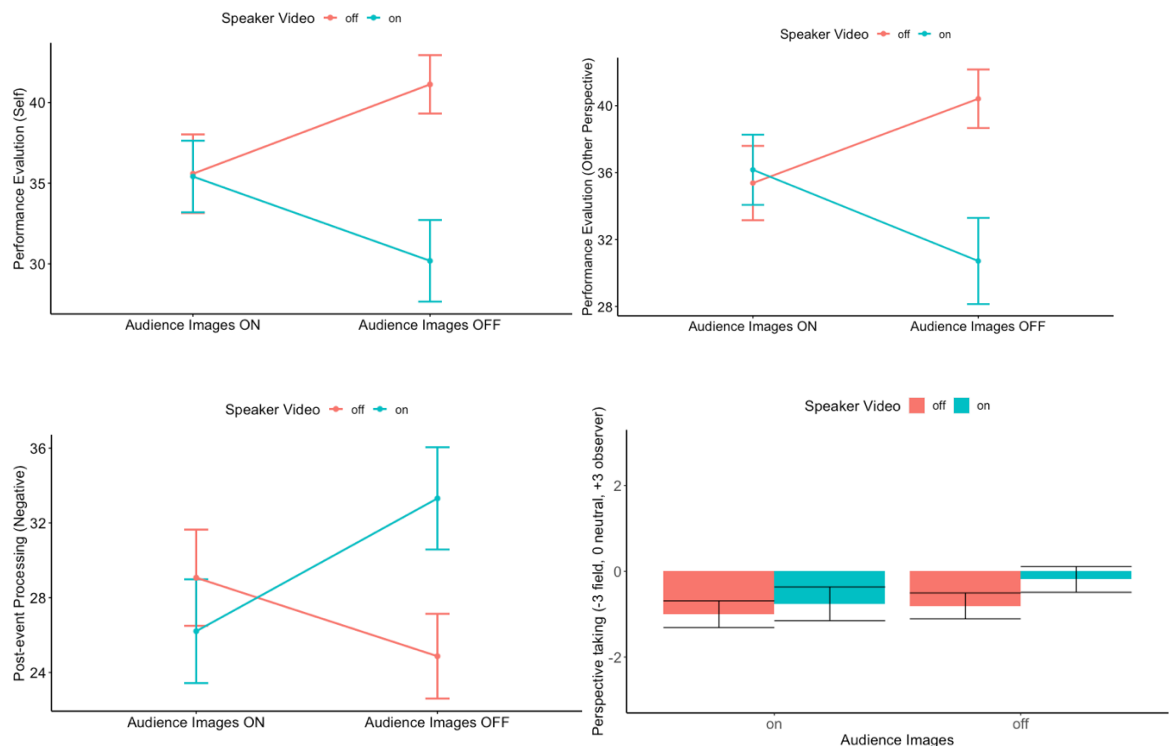 Speaker Video off on
Performance Evalution (Self)
40
35
30
Audience Images ON Audience Images OFF
Speaker Video off on
Performance Evalution (Other Perspective)
40
36
32
28
Audience Images ON Audience Images OFF
Speaker Video off on
Post-event Processing (Negative)
36
32
28
24
Audience Images ON Audience Images OFF
Speaker Video off on
Perspective taking (-3 field, 0 neutral, +3 observer)
2
0
-2
on off
Audience Images